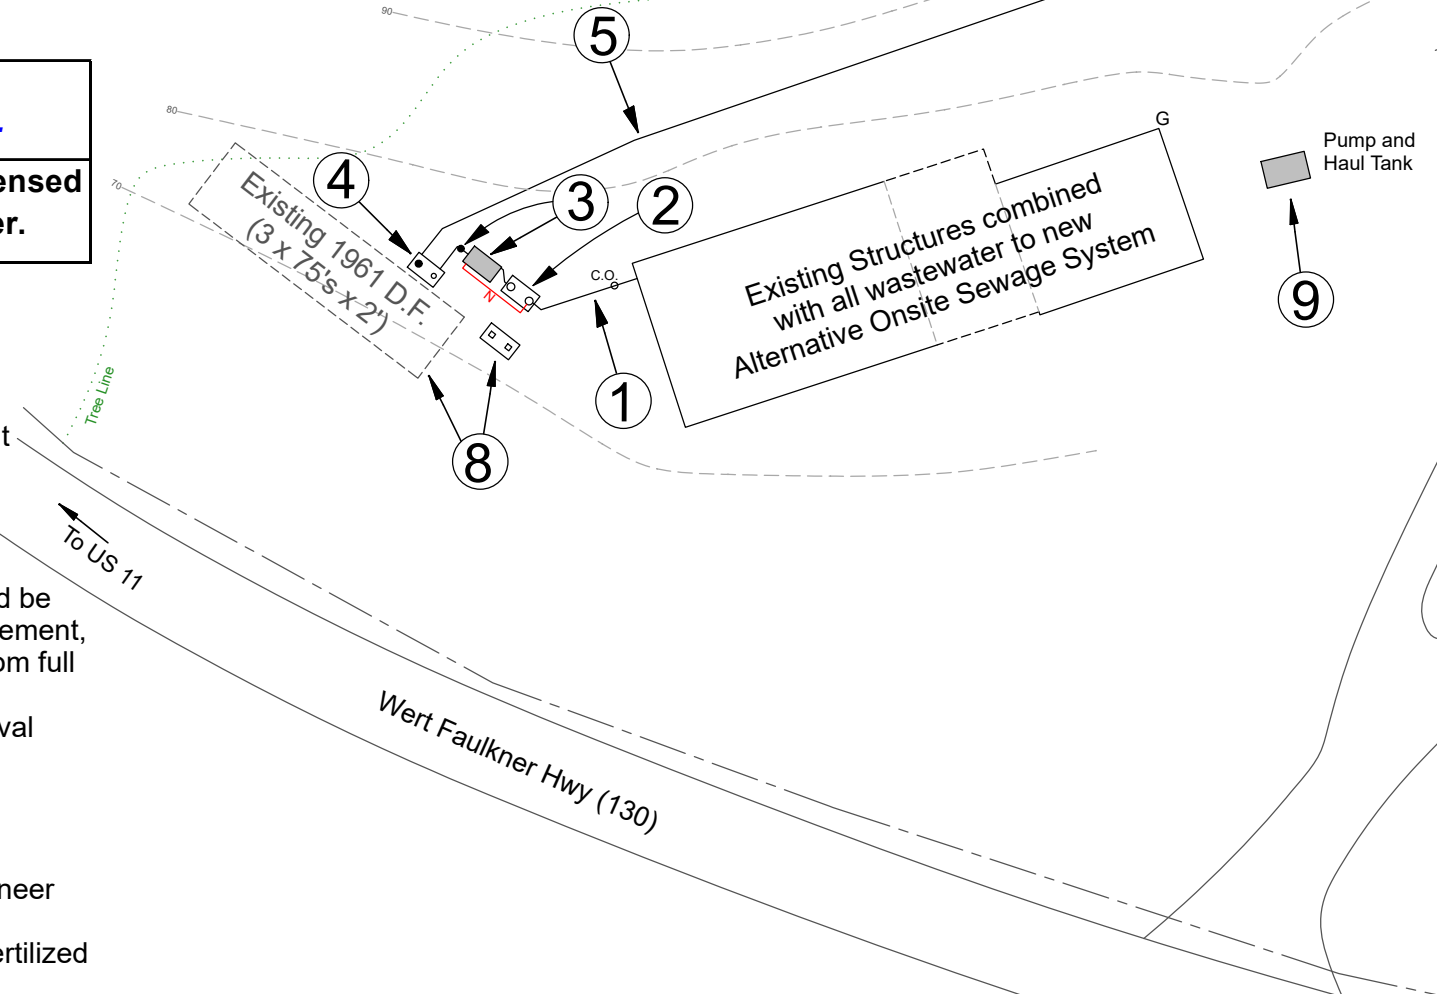 90
5
80
G
Pump and
Haul Tank
ensed
er.
70
4
3
2
Existing 1961 D.F.
(3 x 75's x 2')
N
C.O.
Existing Structures combined
with all wastewater to new
Alternative Onsite Sewage System
9
1
Tree Line
8
t
To US 11
d be
ement,
om full
val
Wert Faulkner Hwy (130)
neer
ertilized